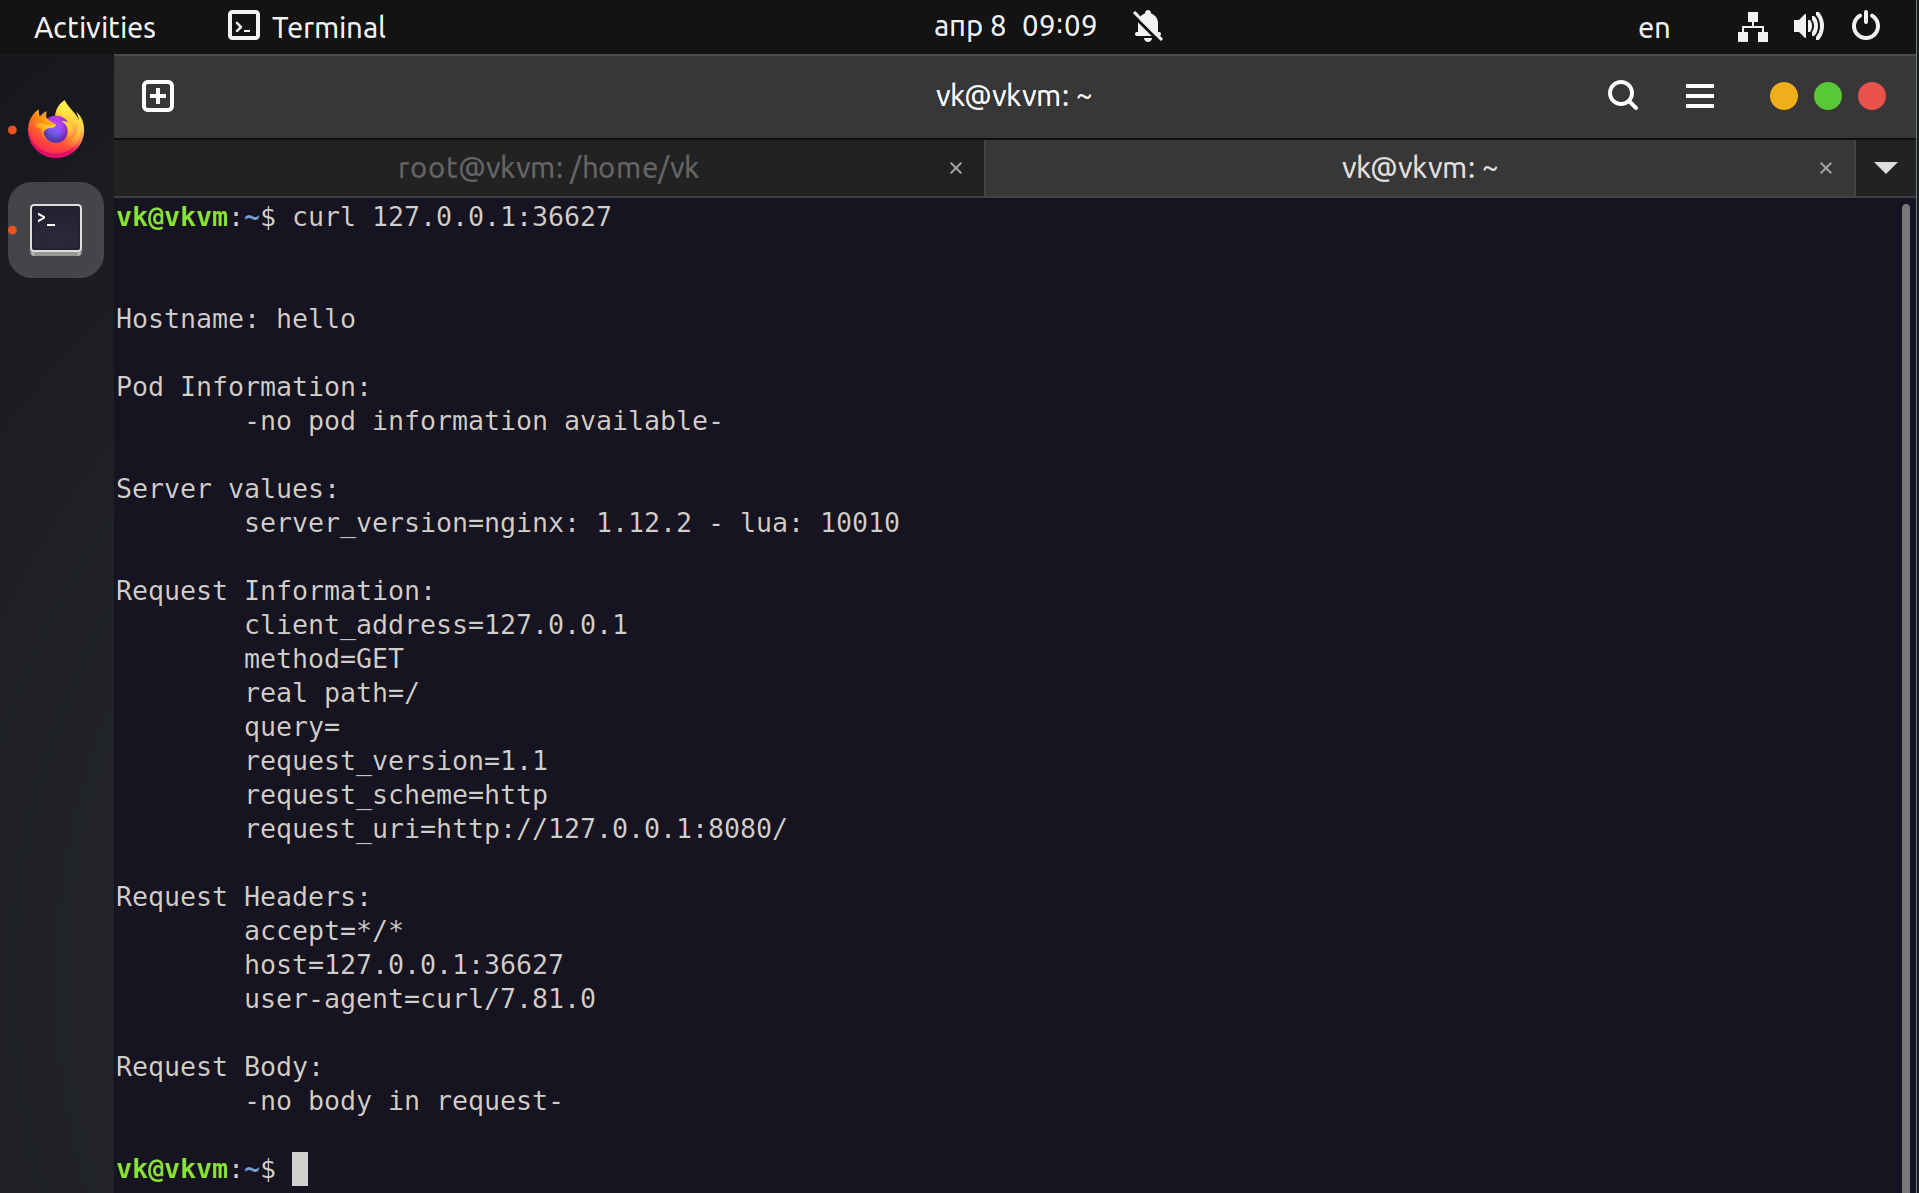 Activities Terminal апр 8 09:09 en
vk@vkvm: ~
root@vkvm: /home/vk × vk@vkvm: ~ ×
vk@vkvm:~$ curl 127.0.0.1:36627
Hostname: hello
Pod Information:
-no pod information available-
Server values:
server_version=nginx: 1.12.2 - lua: 10010
Request Information:
client_address=127.0.0.1
method=GET
real path=/
query=
request_version=1.1
request_scheme=http
request_uri=http://127.0.0.1:8080/
Request Headers:
accept=*/*
host=127.0.0.1:36627
user-agent=curl/7.81.0
Request Body:
-no body in request-
vk@vkvm:~$